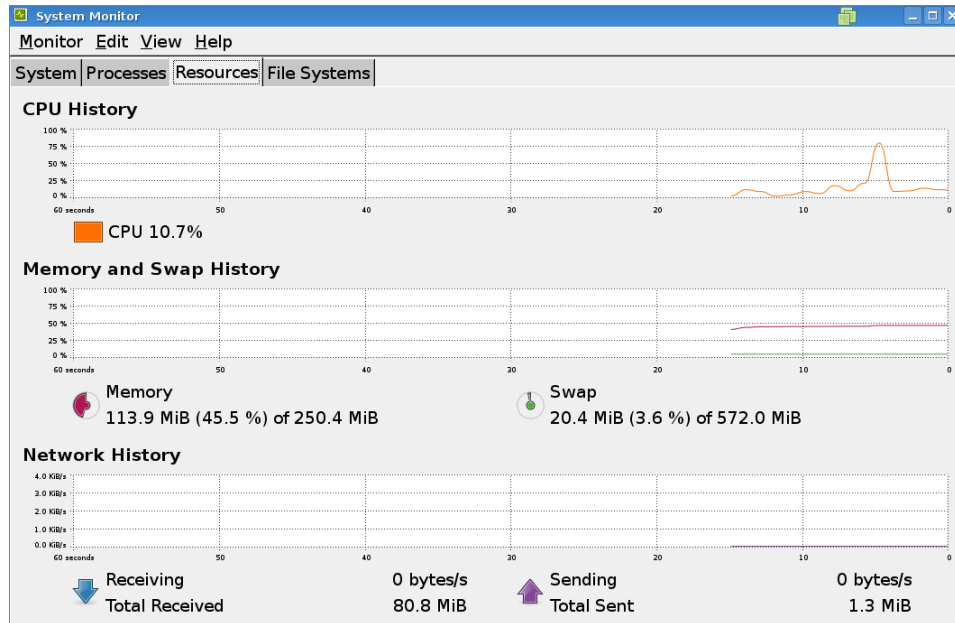 System Monitor
Monitor Edit View Help
System Processes Resources File Systems
CPU History
100 %
75 %
50 %
25 %
0 %
60 seconds 50 40 30 20 10 0
CPU 10.7%
Memory and Swap History
100 %
75 %
50 %
25 %
0 %
60 seconds 50 40 30 20 10 0
Memory Swap
113.9 MiB (45.5 %) of 250.4 MiB 20.4 MiB (3.6 %) of 572.0 MiB
Network History
4.0 KiB/s
3.0 KiB/s
2.0 KiB/s
1.0 KiB/s
0.0 KiB/s
60 seconds 50 40 30 20 10 0
Receiving 0 bytes/s Sending 0 bytes/s
Total Received 80.8 MiB Total Sent 1.3 MiB